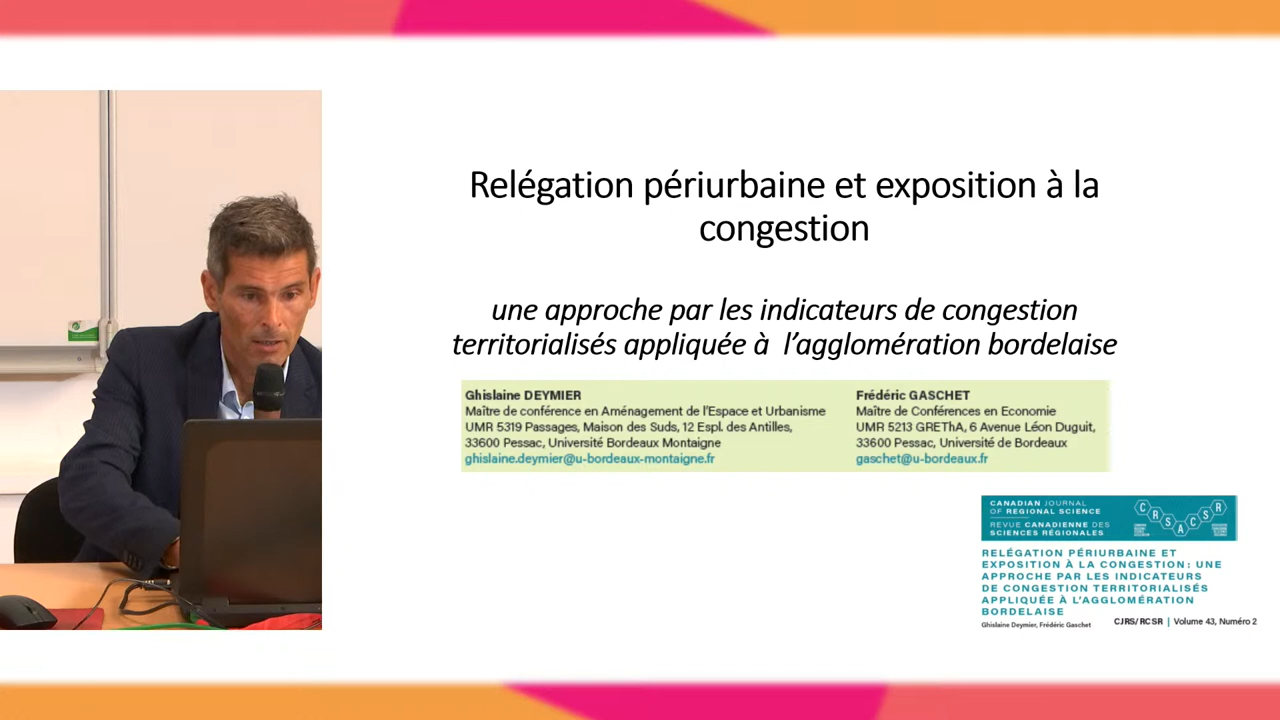 Relégation périurbaine et exposition à la
congestion
une approche par les indicateurs de congestion
territorialisés appliquée à l’agglomération bordelaise
Ghislaine DEYMIER
Maître de conférence en Aménagement de l’Espace et Urbanisme
UMR 5319 Passages, Maison des Suds, 12 Espl. des Antilles,
33600 Pessac, Université Bordeaux Montaigne
ghislaine.deymier@u-bordeaux-montaigne.fr
Frédéric GASCHET
Maître de Conférences en Economie
UMR 5213 GREThA, 6 Avenue Léon Duguit,
33600 Pessac, Université de Bordeaux
gaschet@u-bordeaux.fr
CANADIAN JOURNAL
OF REGIONAL SCIENCE
REVUE CANADIENNE DES
SCIENCES RÉGIONALES
C R S A C S R
RELÉGATION PÉRIURBAINE ET
EXPOSITION À LA CONGESTION : UNE
APPROCHE PAR LES INDICATEURS
DE CONGESTION TERRITORIALISÉS
APPLIQUÉE À L’AGGLOMÉRATION
BORDELAISE
Ghislaine Deymier, Frédéric Gaschet
CJRS/RCSR | Volume 43, Numéro 2